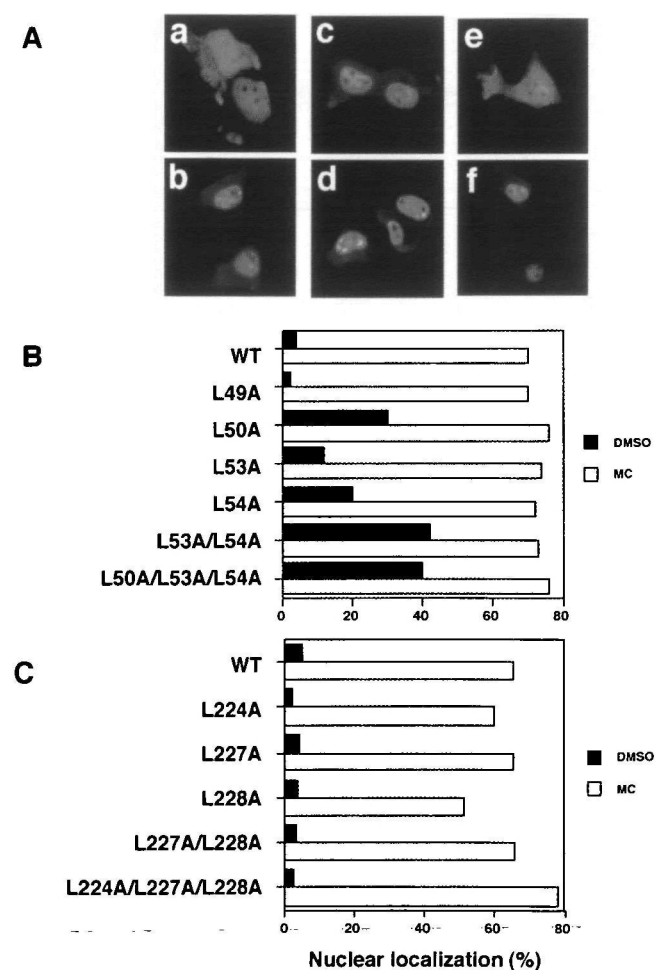 A
a
c
e
b
d
f
B
WT
L49A
L50A
L53A
L54A
L53A/L54A
L50A/L53A/L54A
DMSO
MC
0 20 40 60 80
C
WT
L224A
L227A
L228A
L227A/L228A
L224A/L227A/L228A
DMSO
MC
0 20 40 60 80
Nuclear localization (%)